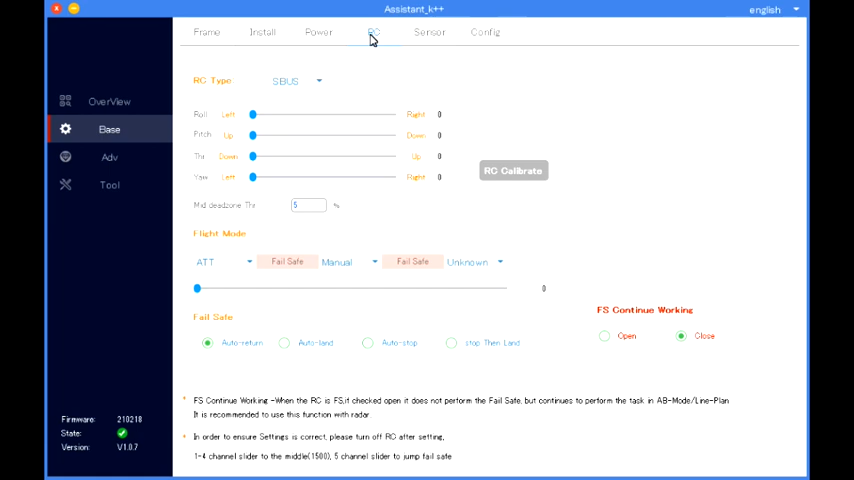 Assistant_k++
english
Frame Install Power RC Sensor Config
RC Type SBUS
OverView
Base
Adv
Tool
Roll Left Right 0
Pitch Up Down 0
Thr Down Up 0
Yaw Left Right 0
RC Calibrate
Mid deadzone Thr 5 %
Flight Mode
ATT Fail Safe Manual Fail Safe Unknown
0
Fail Safe
FS Continue Working
Auto-return Auto-land Auto-stop stop Then Land
Open Close
* FS Continue Working -When the RC is FS,it checked open it does not perform the Fail Safe, but continues to perform the task in AB-Mode/Line-Plan
It is recommended to use this function with radar.
* In order to ensure Settings is correct, please turn off RC after setting,
1-4 channel slider to the middle(1500), 5 channel slider to jump fail safe
Firmware: 210218
State:
Version: V1.0.7